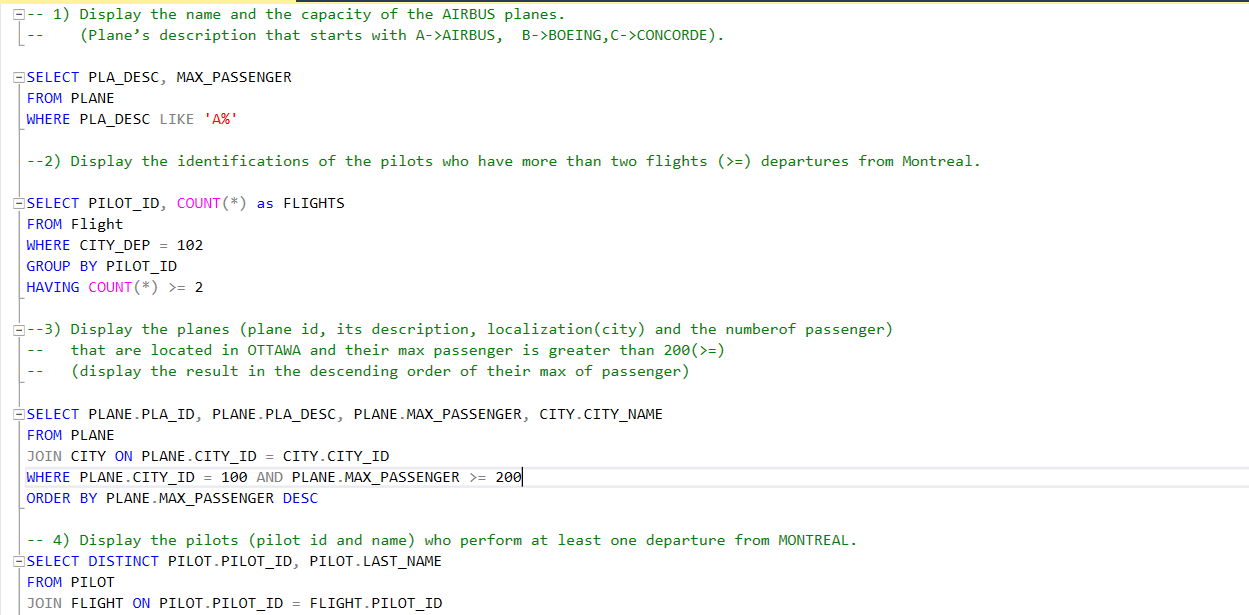 -- 1) Display the name and the capacity of the AIRBUS planes.
--    (Plane’s description that starts with A->AIRBUS,  B->BOEING,C->CONCORDE).
SELECT PLA_DESC, MAX_PASSENGER
FROM PLANE
WHERE PLA_DESC LIKE 'A%'
--2) Display the identifications of the pilots who have more than two flights (>=) departures from Montreal.
SELECT PILOT_ID, COUNT(*) as FLIGHTS
FROM Flight
WHERE CITY_DEP = 102
GROUP BY PILOT_ID
HAVING COUNT(*) >= 2
--3) Display the planes (plane id, its description, localization(city) and the numberof passenger)
--   that are located in OTTAWA and their max passenger is greater than 200(>=)
--   (display the result in the descending order of their max of passenger)
SELECT PLANE.PLA_ID, PLANE.PLA_DESC, PLANE.MAX_PASSENGER, CITY.CITY_NAME
FROM PLANE
JOIN CITY ON PLANE.CITY_ID = CITY.CITY_ID
WHERE PLANE.CITY_ID = 100 AND PLANE.MAX_PASSENGER >= 200
ORDER BY PLANE.MAX_PASSENGER DESC
-- 4) Display the pilots (pilot id and name) who perform at least one departure from MONTREAL.
SELECT DISTINCT PILOT.PILOT_ID, PILOT.LAST_NAME
FROM PILOT
JOIN FLIGHT ON PILOT.PILOT_ID = FLIGHT.PILOT_ID